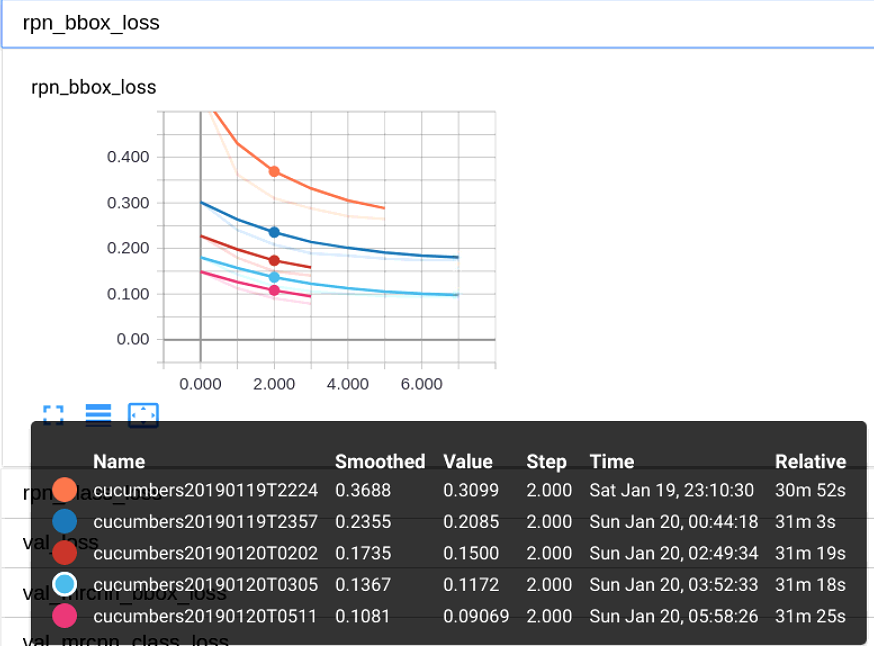 rpn_bbox_loss
rpn_bbox_loss
0.400
0.300
0.200
0.100
0.00
0.000 2.000 4.000 6.000
Name Smoothed Value Step Time Relative
cucumbers20190119T2224 0.3688 0.3099 2.000 Sat Jan 19, 23:10:30 30m 52s
rpn_class_loss
cucumbers20190119T2357 0.2355 0.2085 2.000 Sun Jan 20, 00:44:18 31m 3s
val_loss
cucumbers20190120T0202 0.1735 0.1500 2.000 Sun Jan 20, 02:49:34 31m 19s
cucumbers20190120T0305 0.1367 0.1172 2.000 Sun Jan 20, 03:52:33 31m 18s
val_mrcnn_bbox_loss
cucumbers20190120T0511 0.1081 0.09069 2.000 Sun Jan 20, 05:58:26 31m 25s
val_mrcnn_class_loss